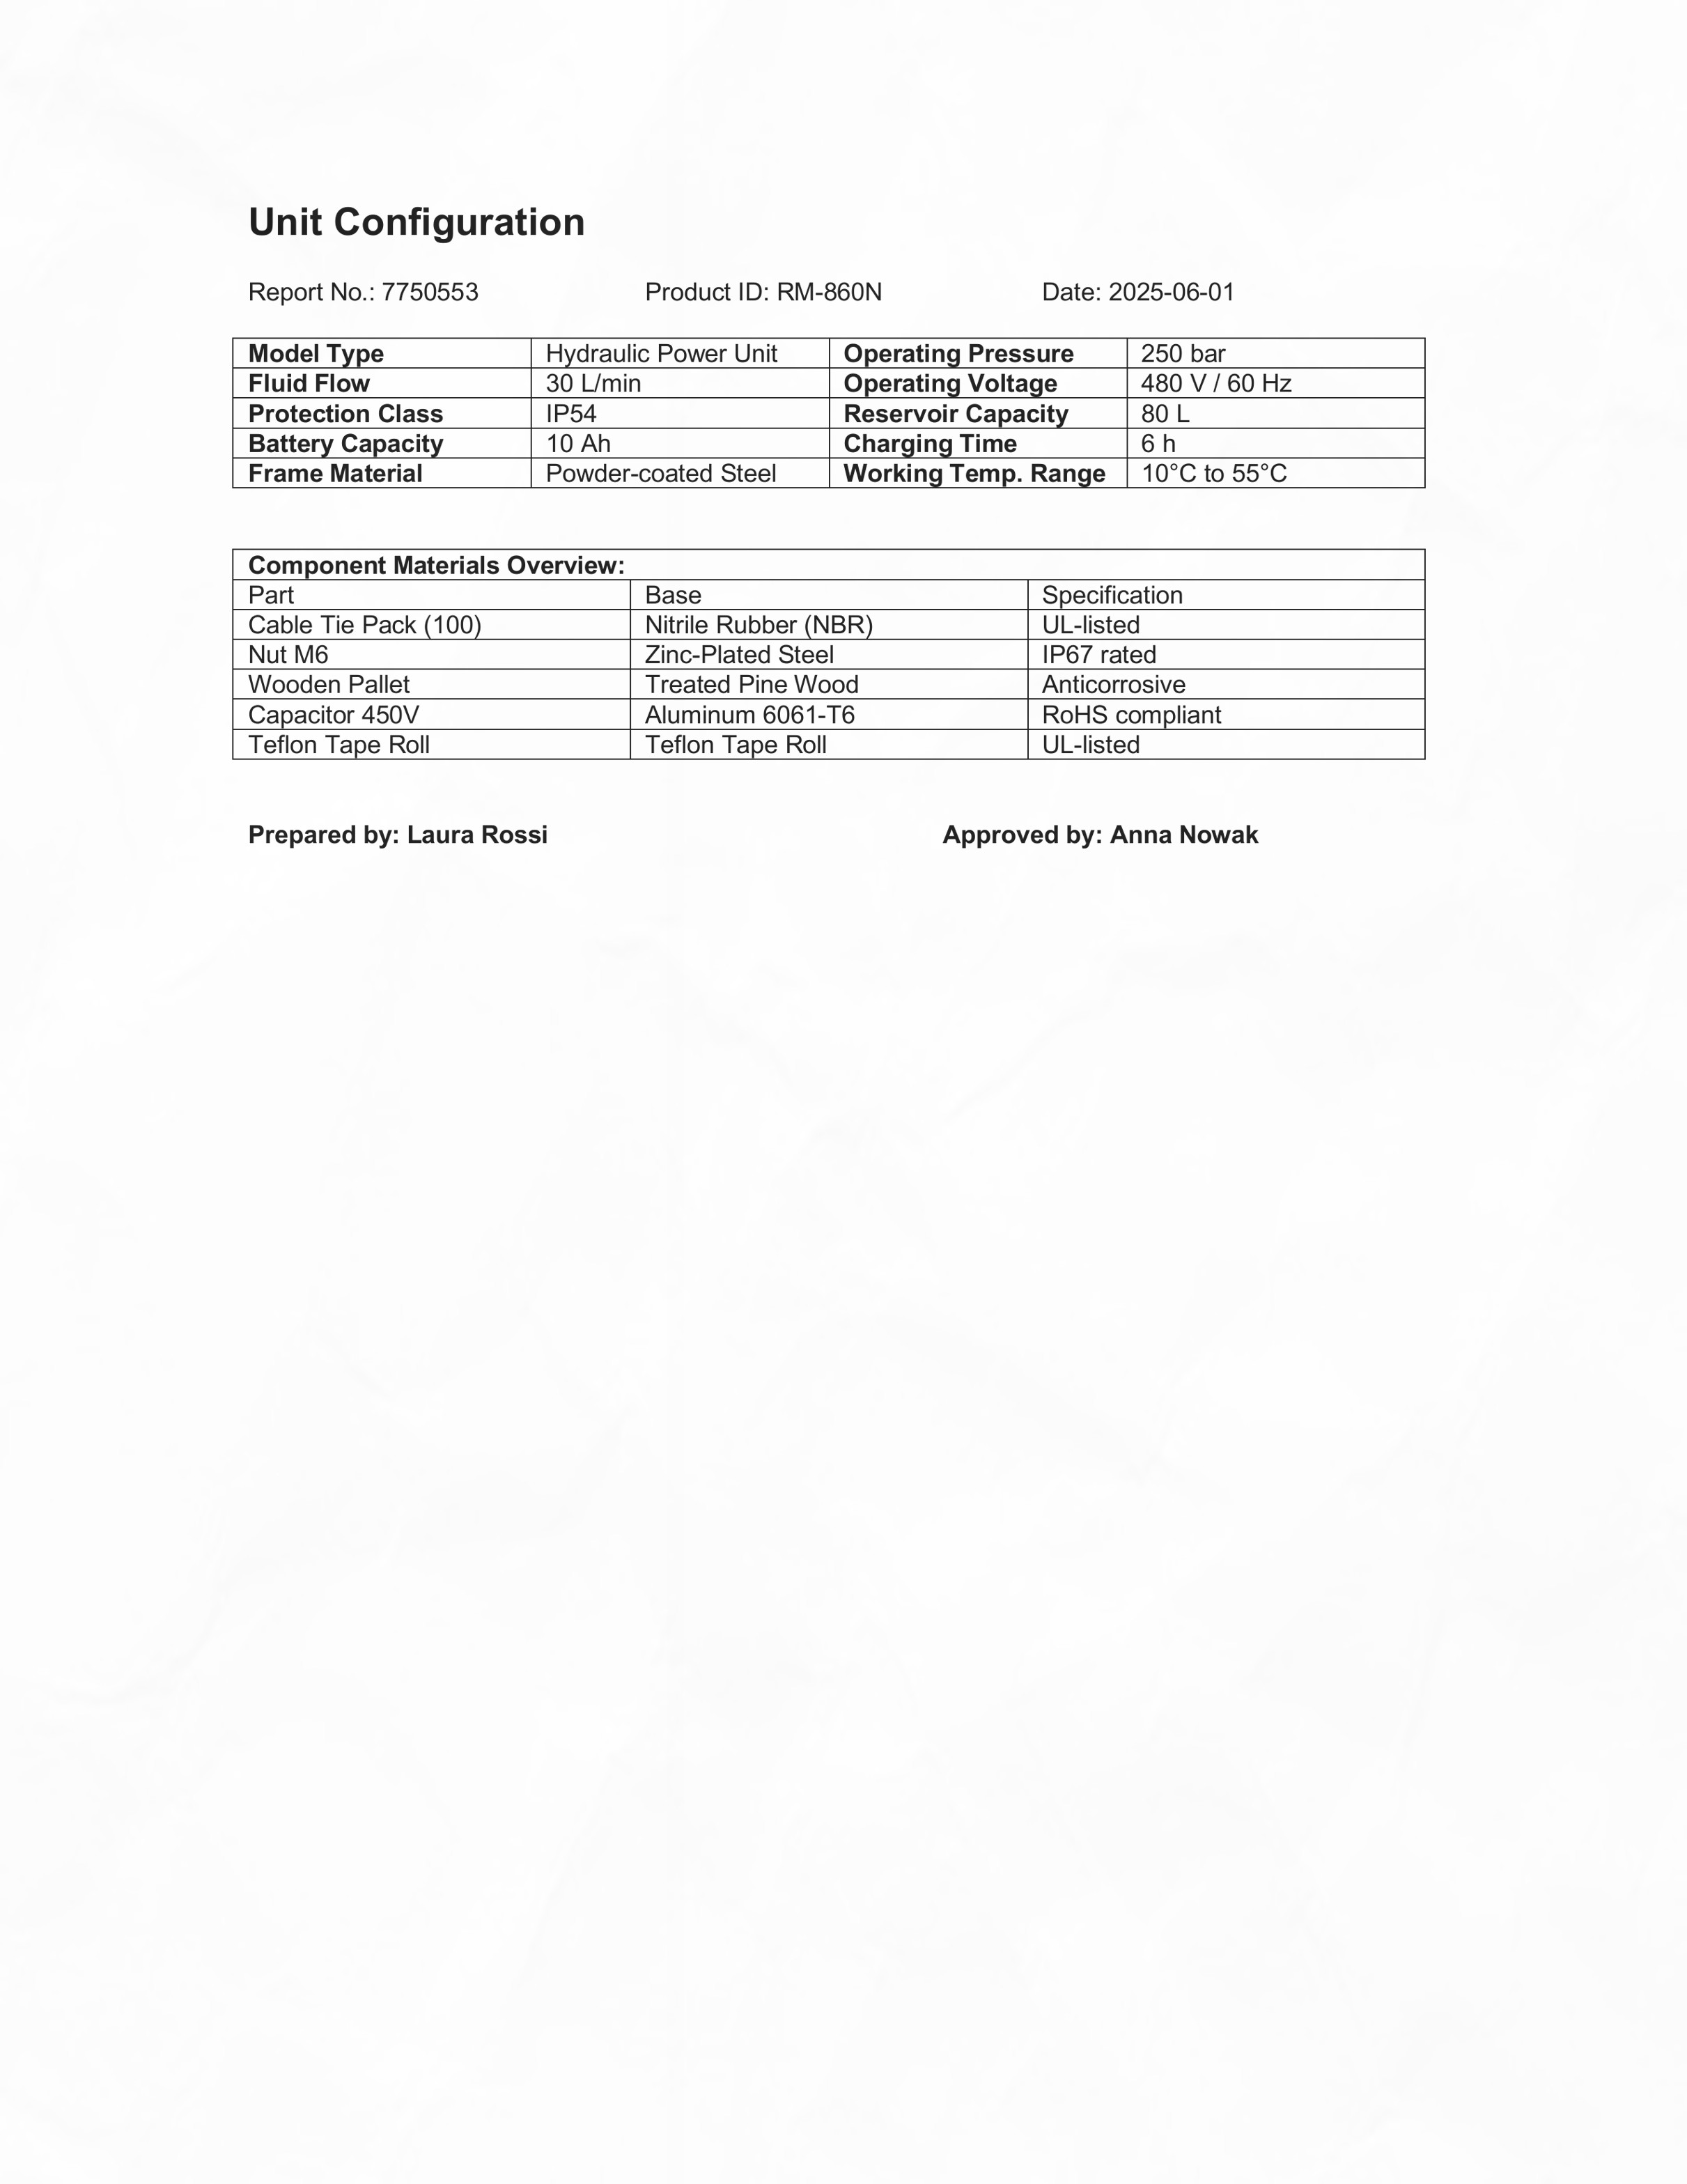 Unit Configuration
Report No.: 7750553 Product ID: RM-860N Date: 2025-06-01
Model Type Hydraulic Power Unit Operating Pressure 250 bar
Fluid Flow 30 L/min Operating Voltage 480 V / 60 Hz
Protection Class IP54 Reservoir Capacity 80 L
Battery Capacity 10 Ah Charging Time 6 h
Frame Material Powder-coated Steel Working Temp. Range 10°C to 55°C
Component Materials Overview:
Part Base Specification
Cable Tie Pack (100) Nitrile Rubber (NBR) UL-listed
Nut M6 Zinc-Plated Steel IP67 rated
Wooden Pallet Treated Pine Wood Anticorrosive
Capacitor 450V Aluminum 6061-T6 RoHS compliant
Teflon Tape Roll Teflon Tape Roll UL-listed
Prepared by: Laura Rossi Approved by: Anna Nowak